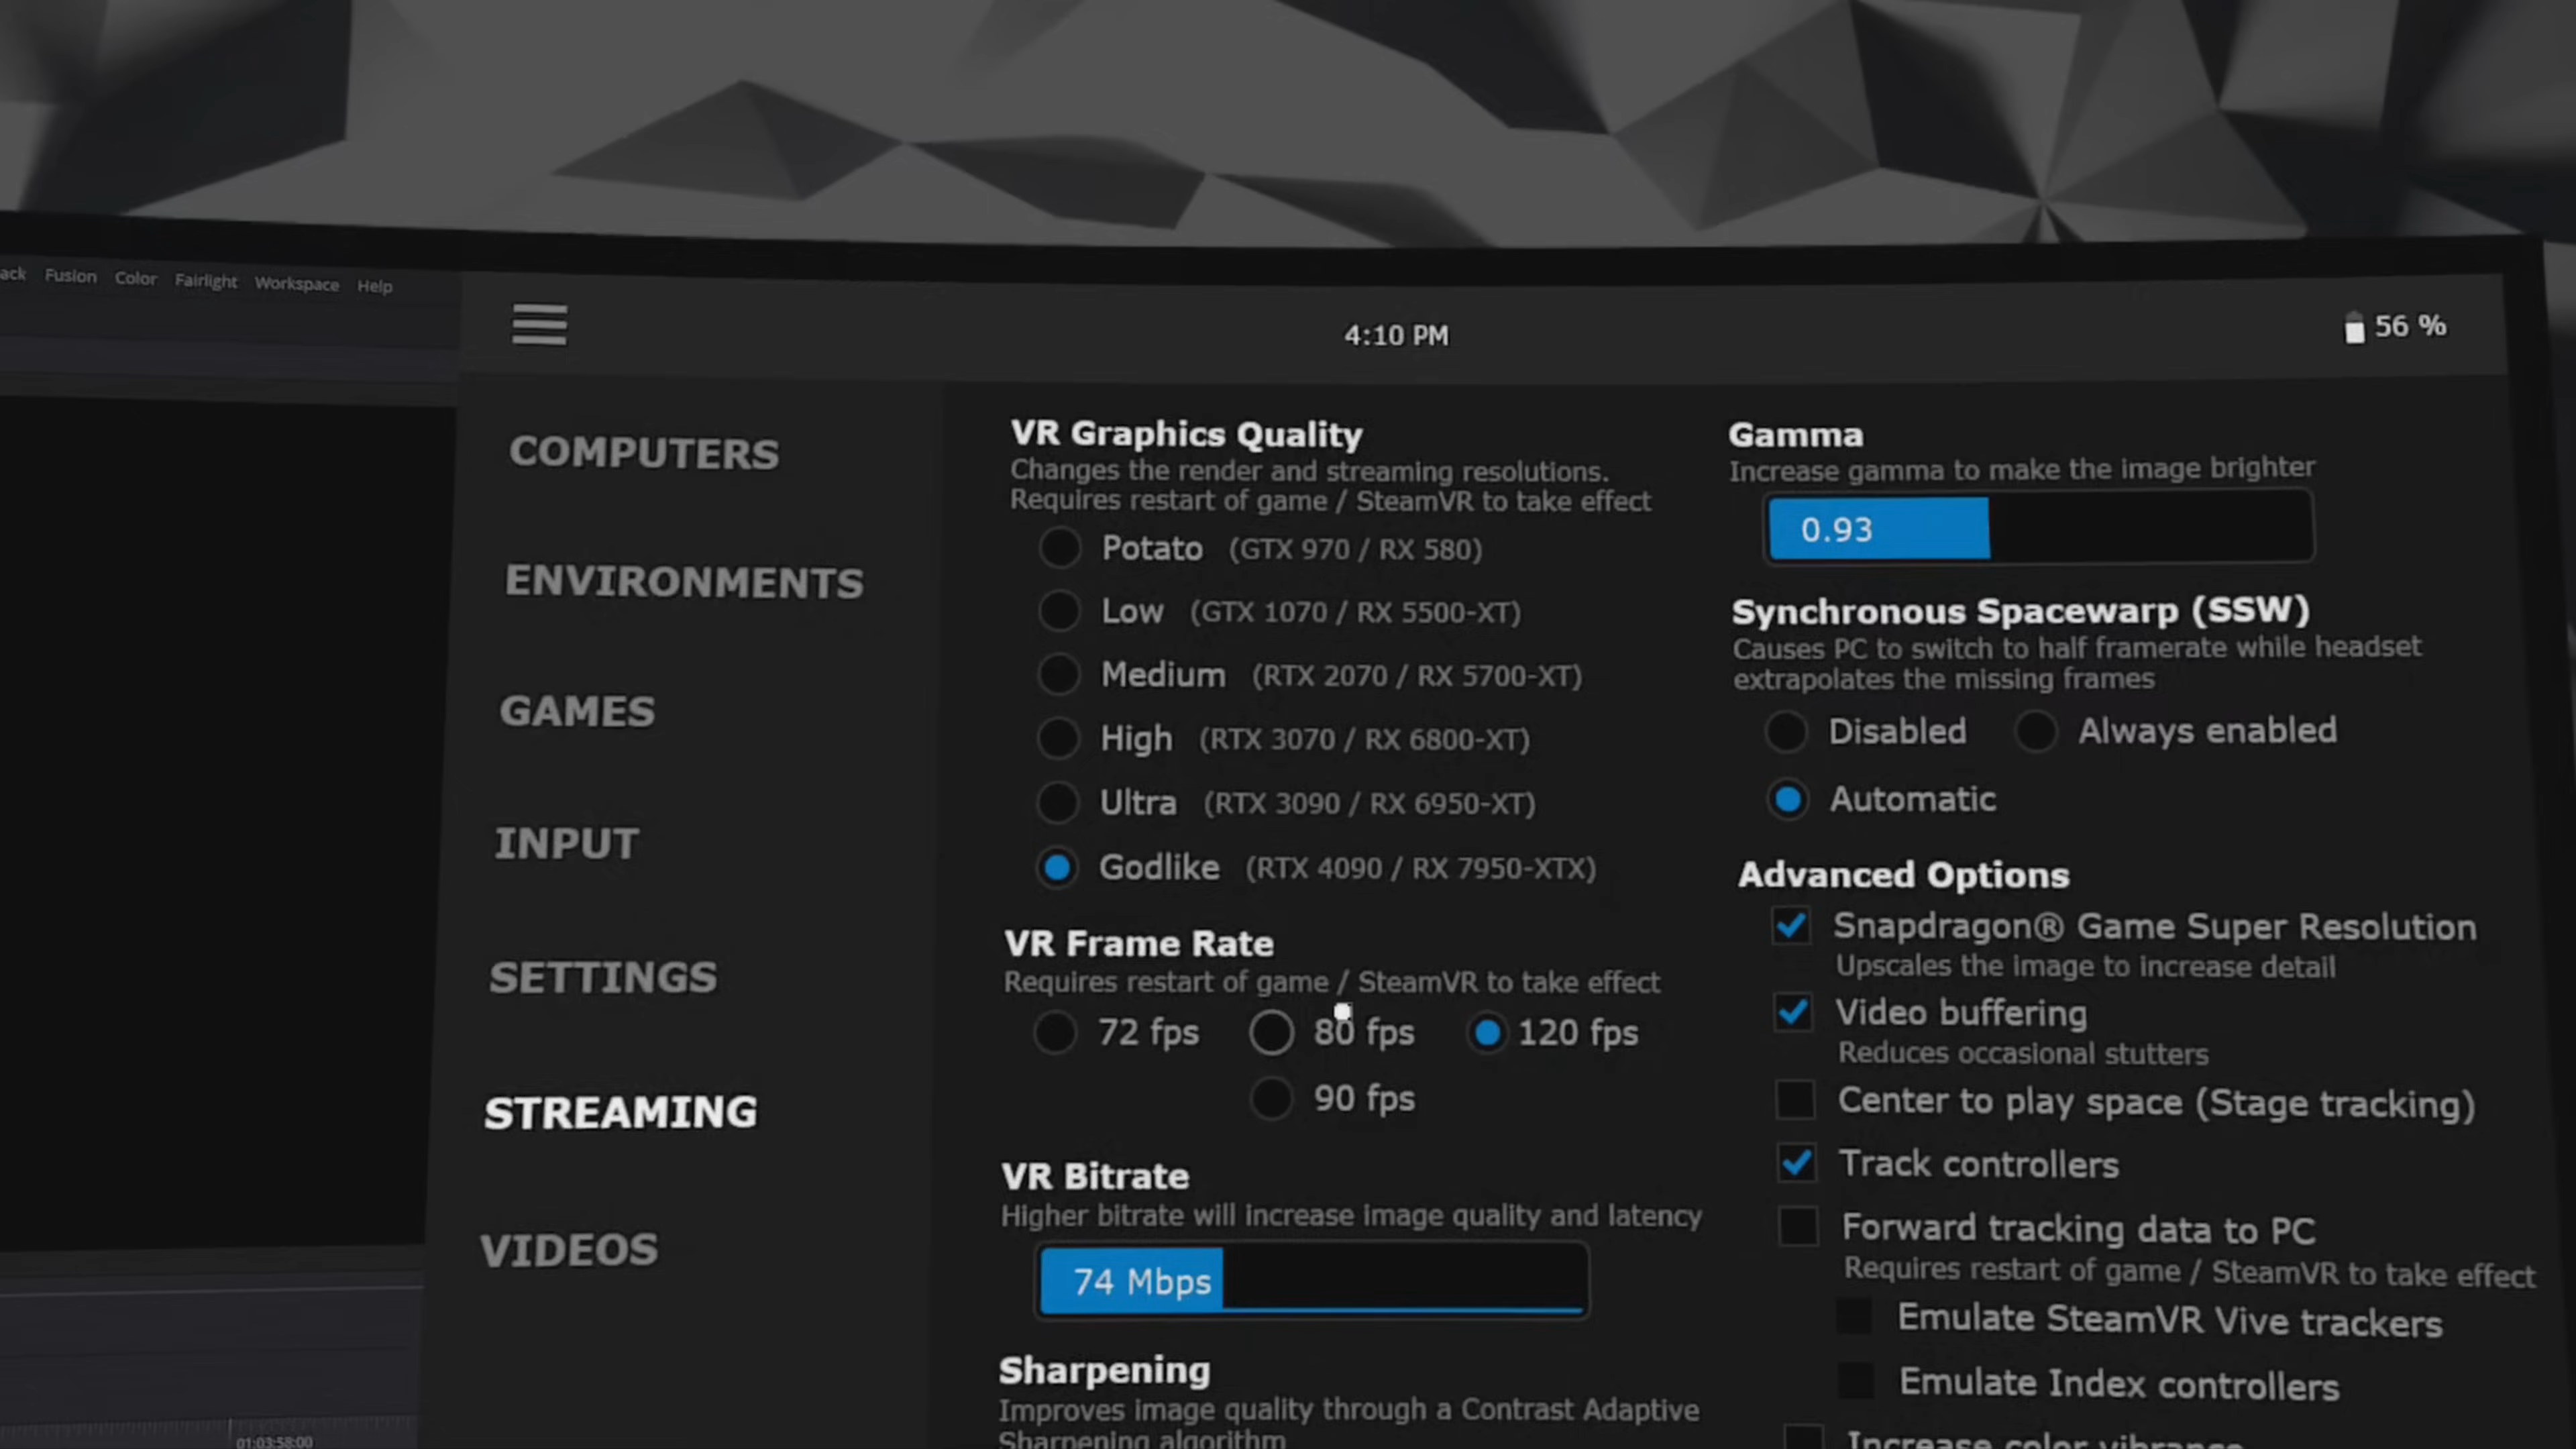 Fusion Color Fairlight Workspace Help
4:10 PM
56 %
COMPUTERS
ENVIRONMENTS
GAMES
INPUT
SETTINGS
STREAMING
VIDEOS
VR Graphics Quality
Changes the render and streaming resolutions.
Requires restart of game / SteamVR to take effect
Potato (GTX 970 / RX 580)
Low (GTX 1070 / RX 5500-XT)
Medium (RTX 2070 / RX 5700-XT)
High (RTX 3070 / RX 6800-XT)
Ultra (RTX 3090 / RX 6950-XT)
Godlike (RTX 4090 / RX 7950-XTX)
VR Frame Rate
Requires restart of game / SteamVR to take effect
72 fps 80 fps 120 fps
90 fps
VR Bitrate
Higher bitrate will increase image quality and latency
74 Mbps
Sharpening
Improves image quality through a Contrast Adaptive
Sharpening algorithm
Gamma
Increase gamma to make the image brighter
0.93
Synchronous Spacewarp (SSW)
Causes PC to switch to half framerate while headset
extrapolates the missing frames
Disabled Always enabled
Automatic
Advanced Options
Snapdragon® Game Super Resolution
Upscales the image to increase detail
Video buffering
Reduces occasional stutters
Center to play space (Stage tracking)
Track controllers
Forward tracking data to PC
Requires restart of game / SteamVR to take effect
Emulate SteamVR Vive trackers
Emulate Index controllers
Increase color vibrance
01:03:58:00